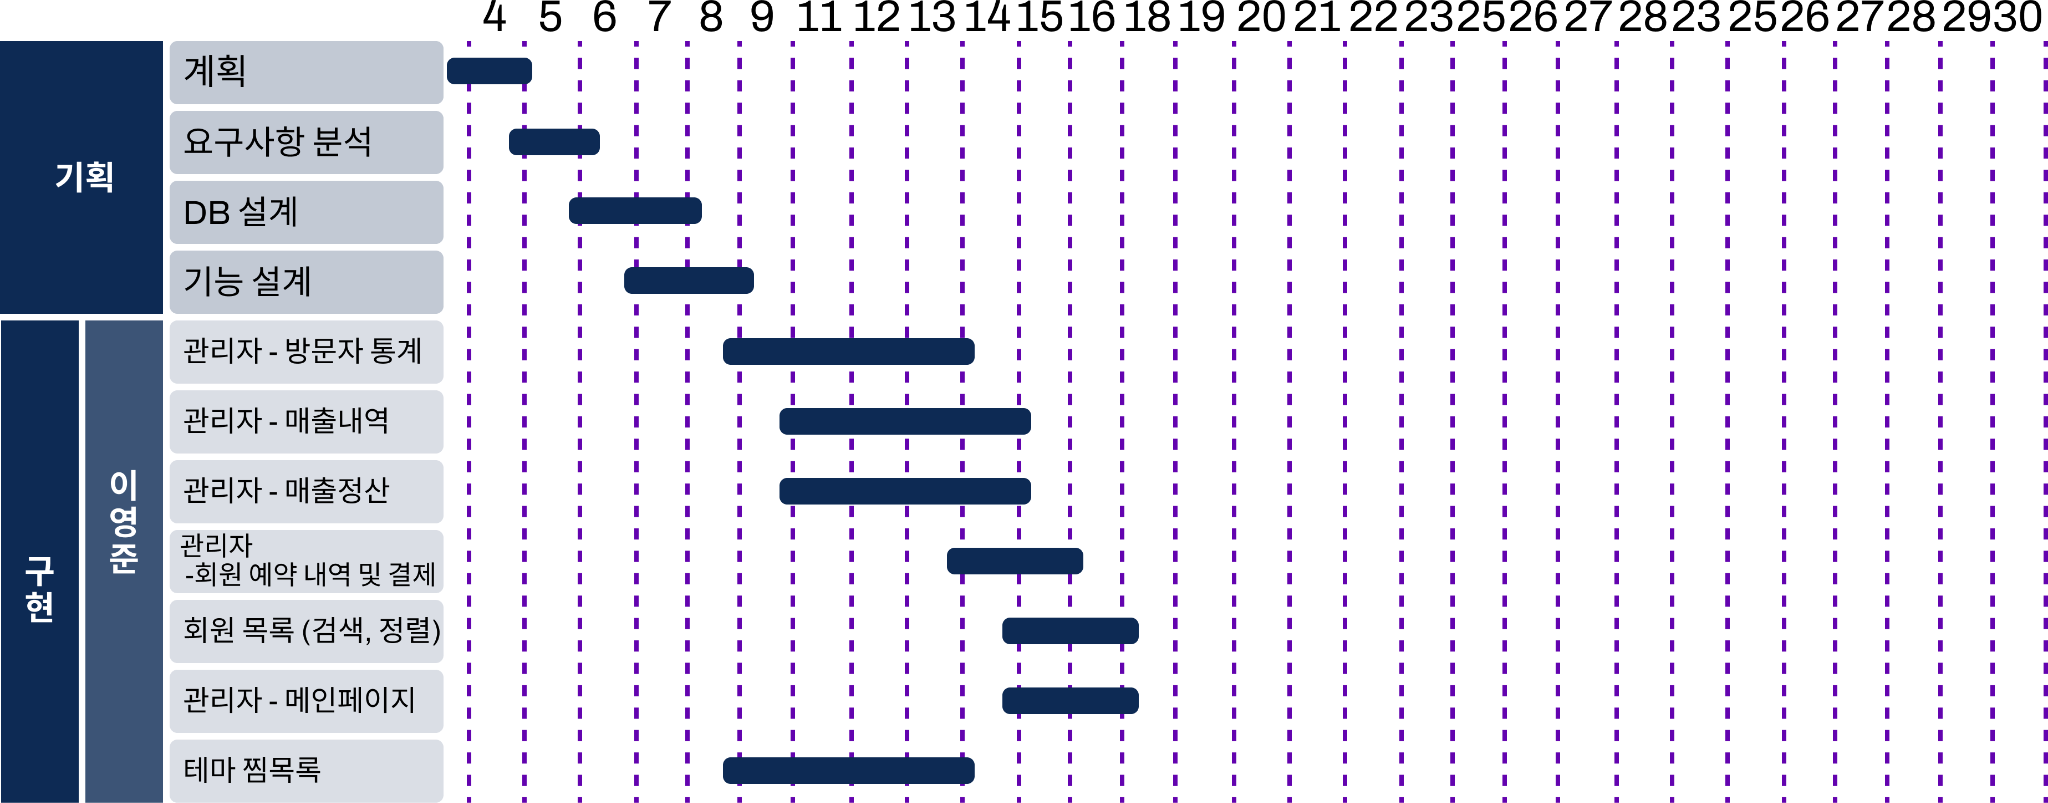 4 5 6 7 8 9 11 12 13 14 15 16 18 19 20 21 22 23 25 26 27 28 23 25 26 27 28 29 30
기획
계획
요구사항 분석
DB 설계
기능 설계
구현
이영준
관리자 - 방문자 통계
관리자 - 매출내역
관리자 - 매출정산
관리자
-회원 예약 내역 및 결제
회원 목록 (검색, 정렬)
관리자 - 메인페이지
테마 찜목록